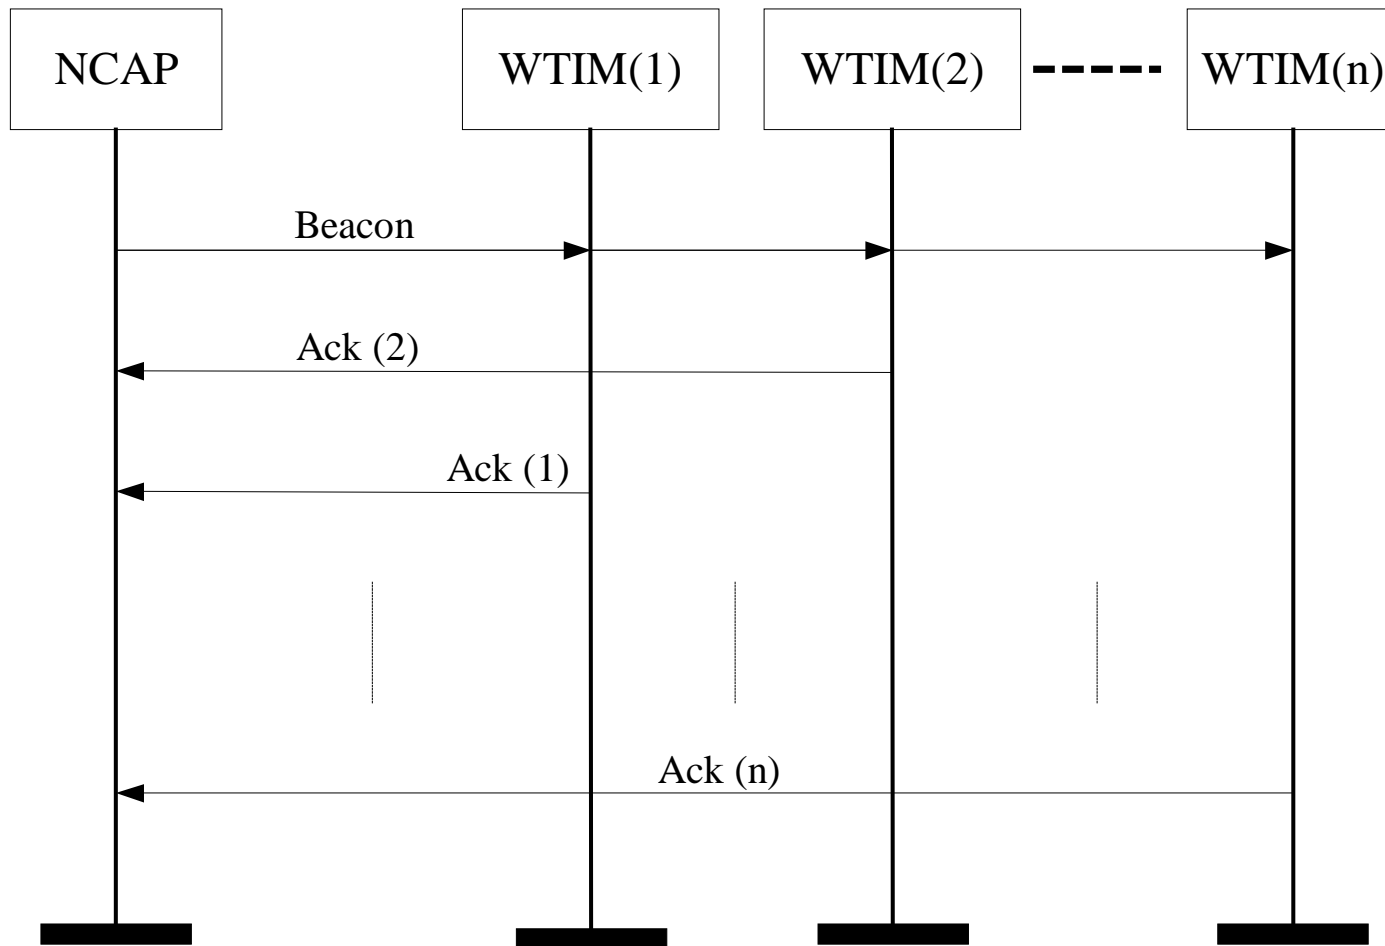 NCAP
WTIM(1)
WTIM(2)
WTIM(n)
Beacon
Ack (2)
Ack (1)
Ack (n)